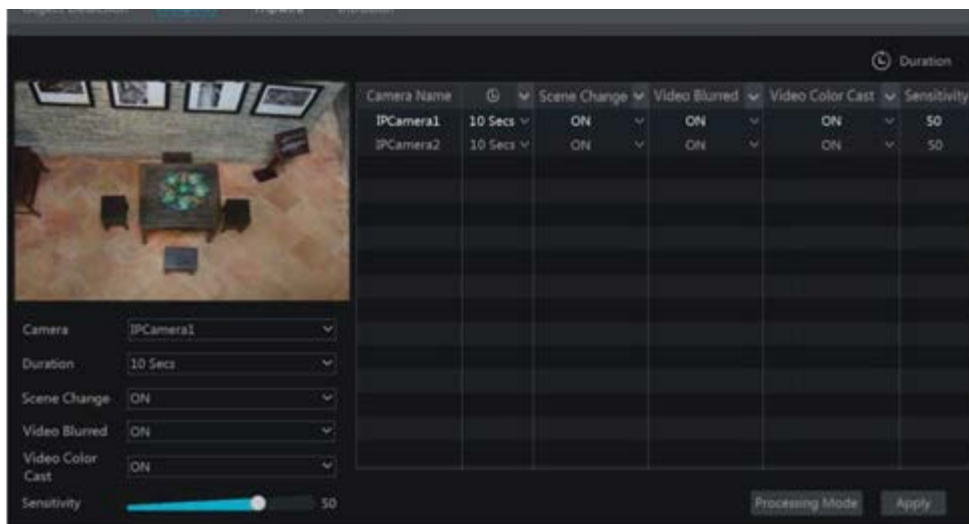 Duration
Camera Name Scene Change Video Blurred Video Color Cast Sensitivity
IPCamera1 10 Secs ON ON ON 50
IPCamera2 10 Secs ON ON ON 50
Camera IPCamera1
Duration 10 Secs
Scene Change ON
Video Blurred ON
Video Color
Cast ON
Sensitivity 50
Processing Mode Apply